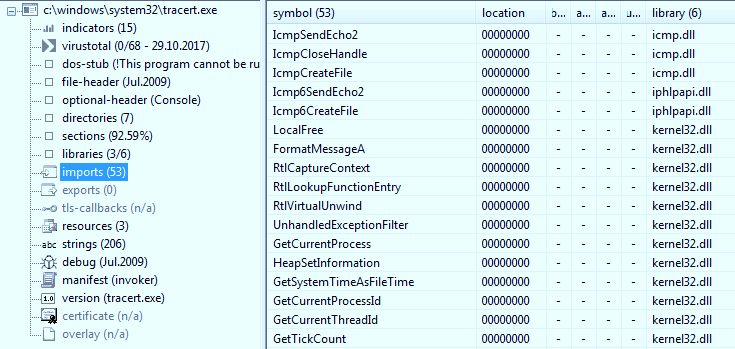 c:\windows\system32\tracert.exe
indicators (15)
virustotal (0/68 - 29.10.2017)
dos-stub (!This program cannot be ru
file-header (Jul.2009)
optional-header (Console)
directories (7)
sections (92.59%)
libraries (3/6)
imports (53)
exports (0)
tls-callbacks (n/a)
resources (3)
abc strings (206)
debug (Jul.2009)
manifest (invoker)
1.0 version (tracert.exe)
certificate (n/a)
overlay (n/a)
symbol (53) location b... a... a... u... library (6)
IcmpSendEcho2 00000000 - - - - icmp.dll
IcmpCloseHandle 00000000 - - - - icmp.dll
IcmpCreateFile 00000000 - - - - icmp.dll
Icmp6SendEcho2 00000000 - - - - iphlpapi.dll
Icmp6CreateFile 00000000 - - - - iphlpapi.dll
LocalFree 00000000 - - - - kernel32.dll
FormatMessageA 00000000 - - - - kernel32.dll
RtlCaptureContext 00000000 - - - - kernel32.dll
RtlLookupFunctionEntry 00000000 - - - - kernel32.dll
RtlVirtualUnwind 00000000 - - - - kernel32.dll
UnhandledExceptionFilter 00000000 - - - - kernel32.dll
GetCurrentProcess 00000000 - - - - kernel32.dll
HeapSetInformation 00000000 - - - - kernel32.dll
GetSystemTimeAsFileTime 00000000 - - - - kernel32.dll
GetCurrentProcessId 00000000 - - - - kernel32.dll
GetCurrentThreadId 00000000 - - - - kernel32.dll
GetTickCount 00000000 - - - - kernel32.dll